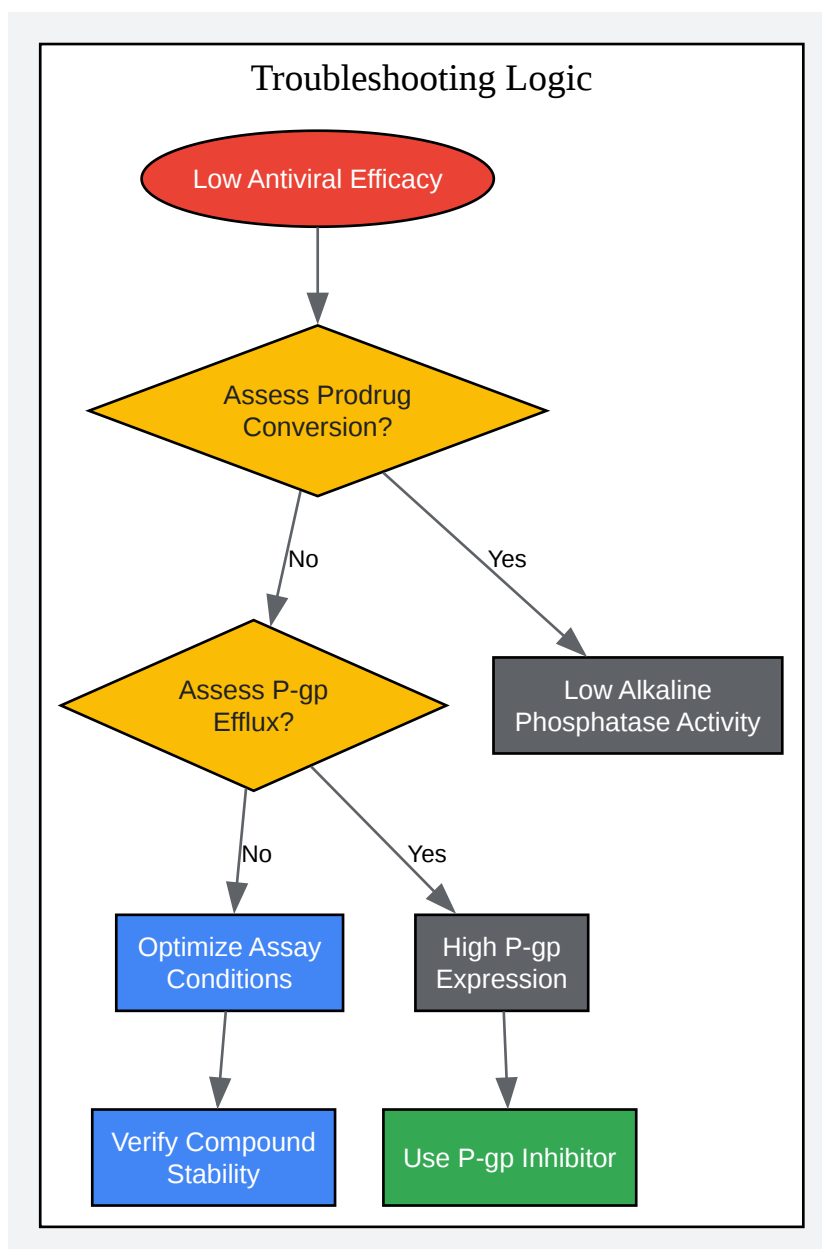 Troubleshooting Logic
Low Antiviral Efficacy
Assess Prodrug
Conversion?
No
Yes
Assess P-gp
Efflux?
Low Alkaline
Phosphatase Activity
No
Yes
Optimize Assay
Conditions
High P-gp
Expression
Verify Compound
Stability
Use P-gp Inhibitor